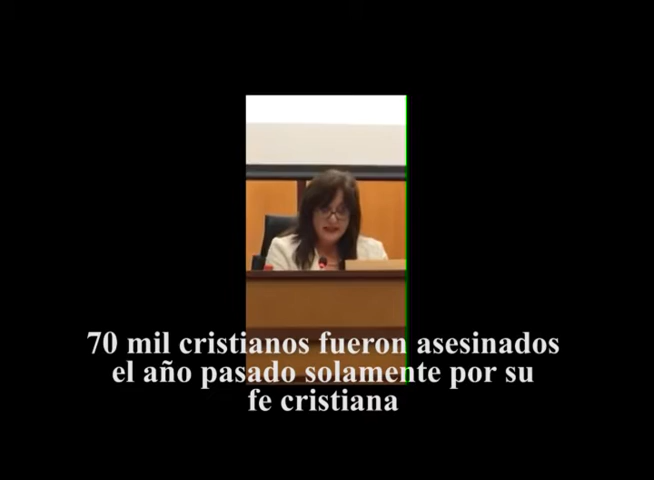 70 mil cristianos fueron asesinados
el año pasado solamente por su
fe cristiana